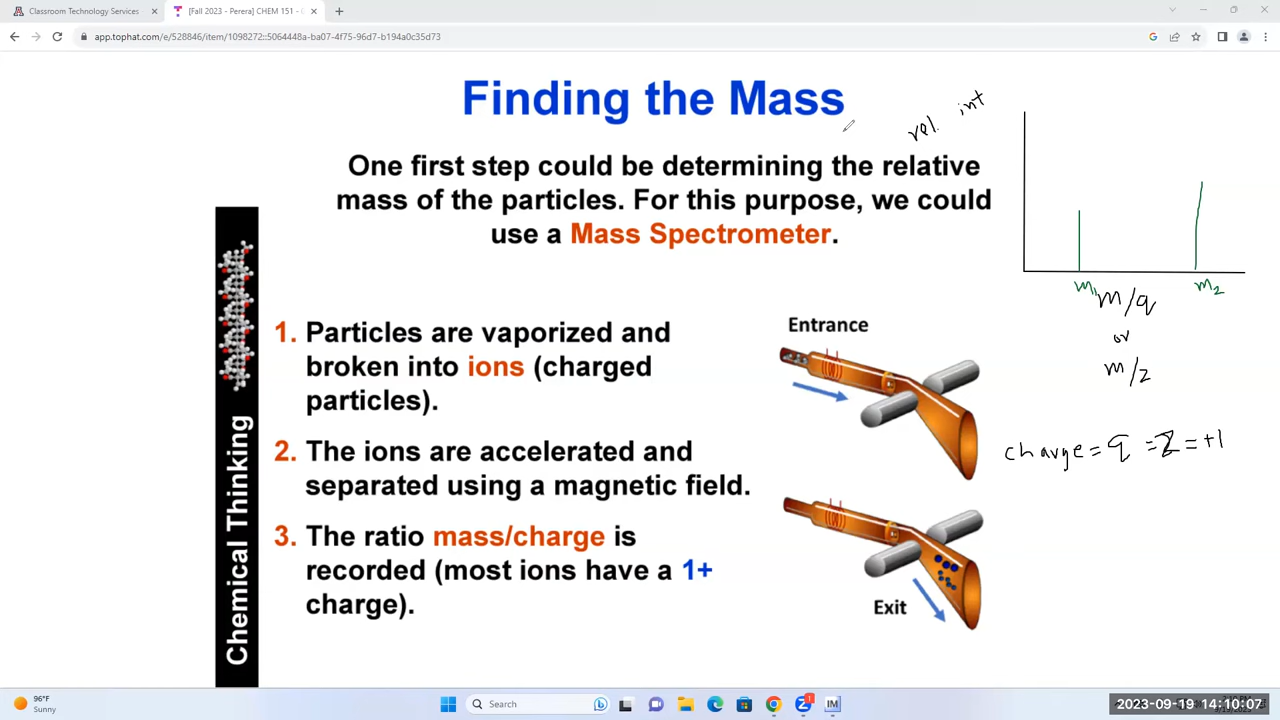 Classroom Technology Services
[Fall 2023 - Perera] CHEM 151 -
app.tophat.com/e/528846/item/1098272::5064448a-ba07-4f75-96d7-b194a0c35d73
Finding the Mass
One first step could be determining the relative
mass of the particles. For this purpose, we could
use a Mass Spectrometer.
rel. int
m1
m2
m/q
or
m/z
charge = q = Z = +1
Chemical Thinking
1. Particles are vaporized and
broken into ions (charged
particles).
2. The ions are accelerated and
separated using a magnetic field.
3. The ratio mass/charge is
recorded (most ions have a 1+
charge).
Entrance
Exit
96°F
Sunny
Search
1
IM
2023-09-19 14:10:07